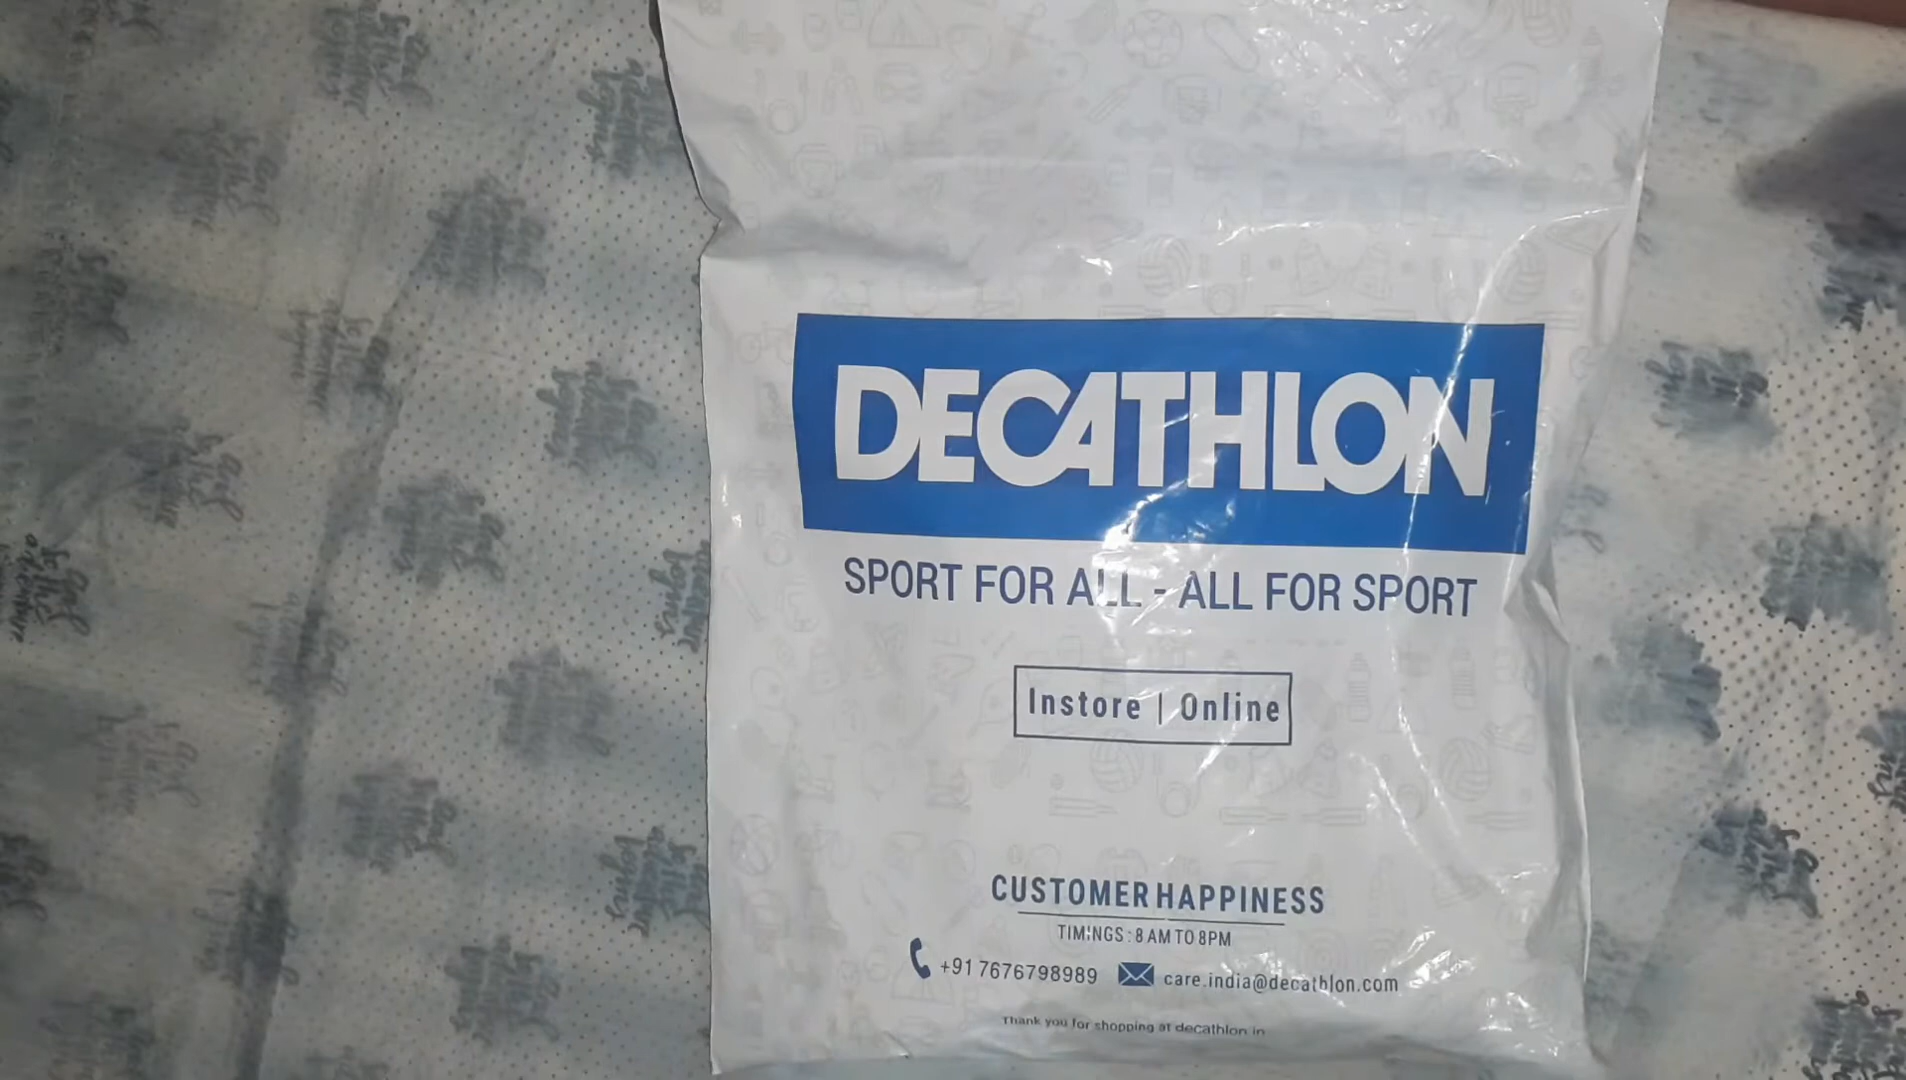 DECATHLON
SPORT FOR ALL - ALL FOR SPORT
Instore | Online
CUSTOMER HAPPINESS
TIMINGS : 8 AM TO 8PM
+91 7676798989 care.india@decathlon.com
Thank you for shopping at decathlon in